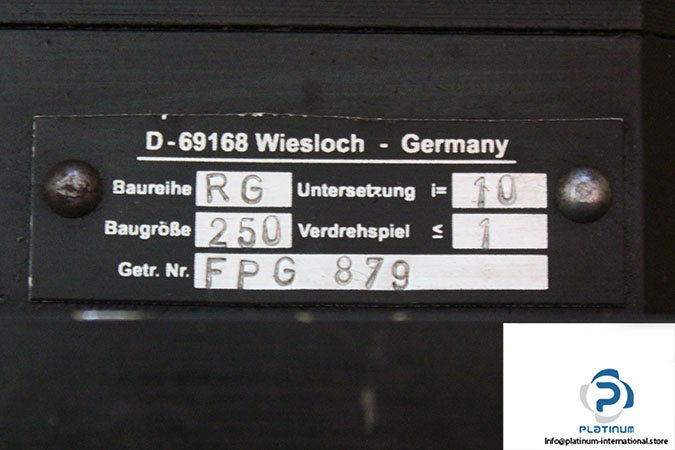 D-69168 Wiesloch - Germany
Baureihe RG Untersetzung i= 10
Baugröße 250 Verdrehspiel ≤ 1
Getr. Nr. FPG 879
PLATINUM
Info@platinum-international.store